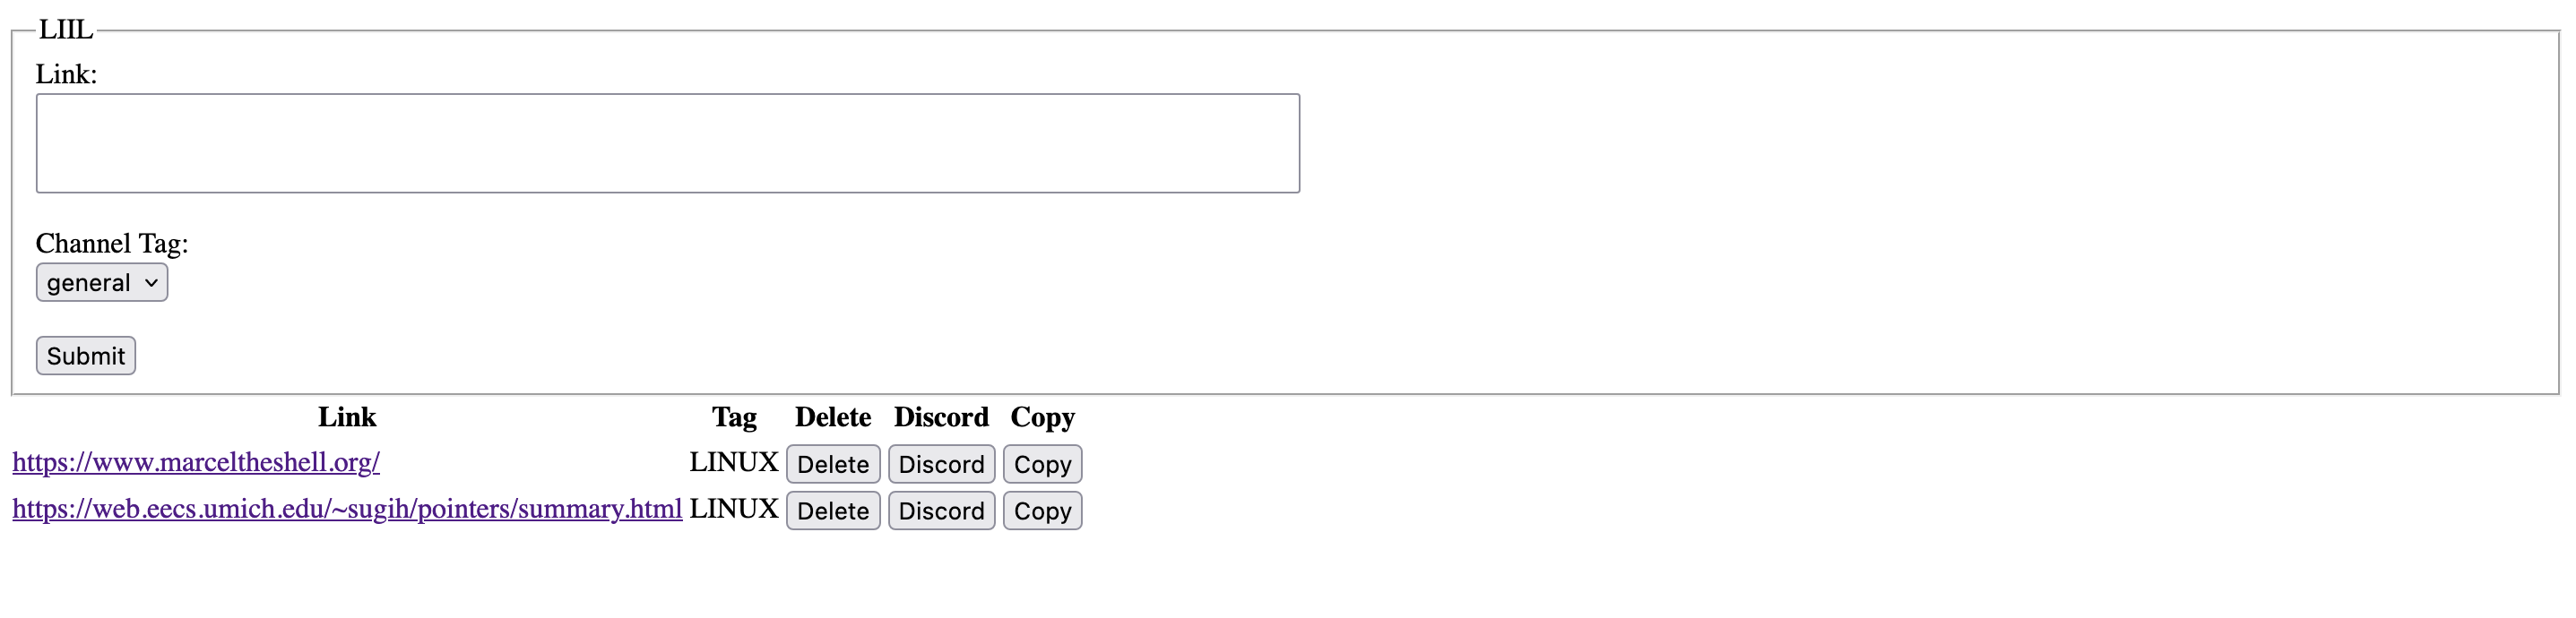 LIIL
Link:
Channel Tag:
general
Submit
Link Tag Delete Discord Copy
https://www.marceltheshell.org/ LINUX Delete Discord Copy
https://web.eecs.umich.edu/~sugih/pointers/summary.html LINUX Delete Discord Copy